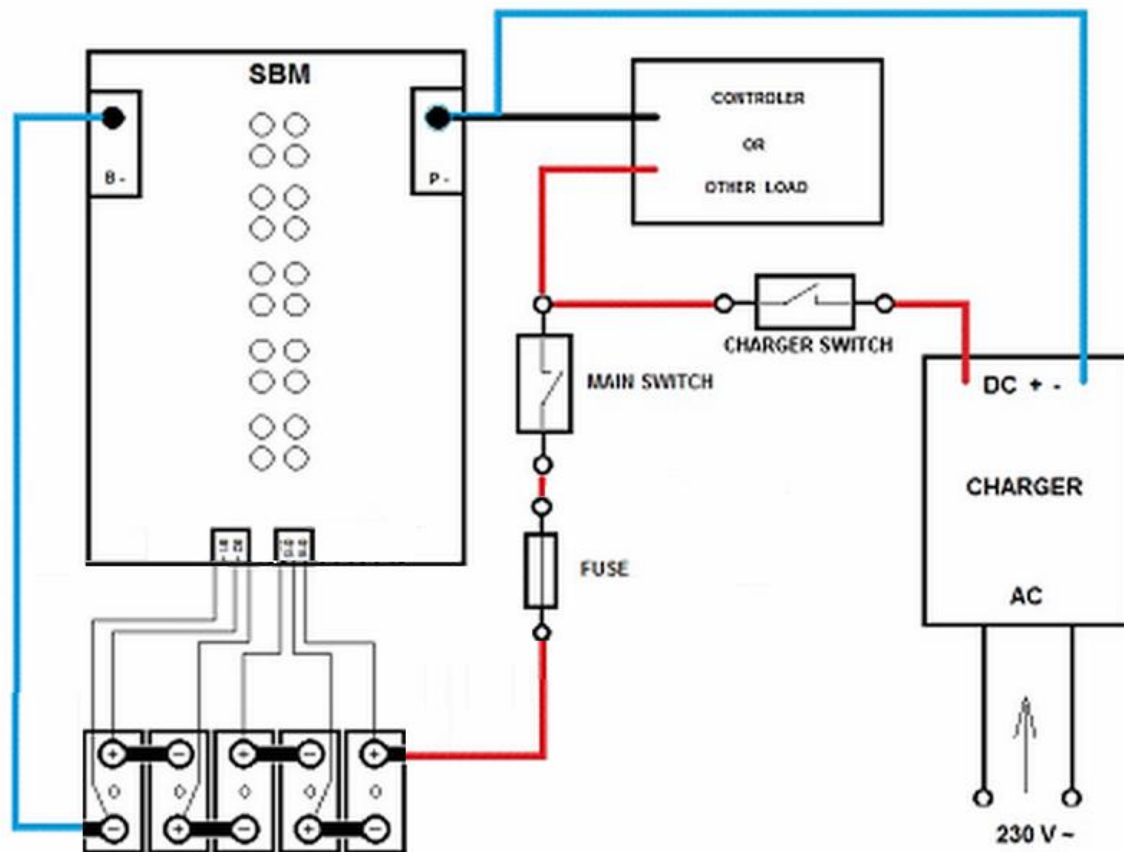 SBM
B -
P -
CONTROLER
OR
OTHER LOAD
CHARGER SWITCH
MAIN SWITCH
DC + -
CHARGER
FUSE
AC
+ - + - +
- + - + -
230 V ~